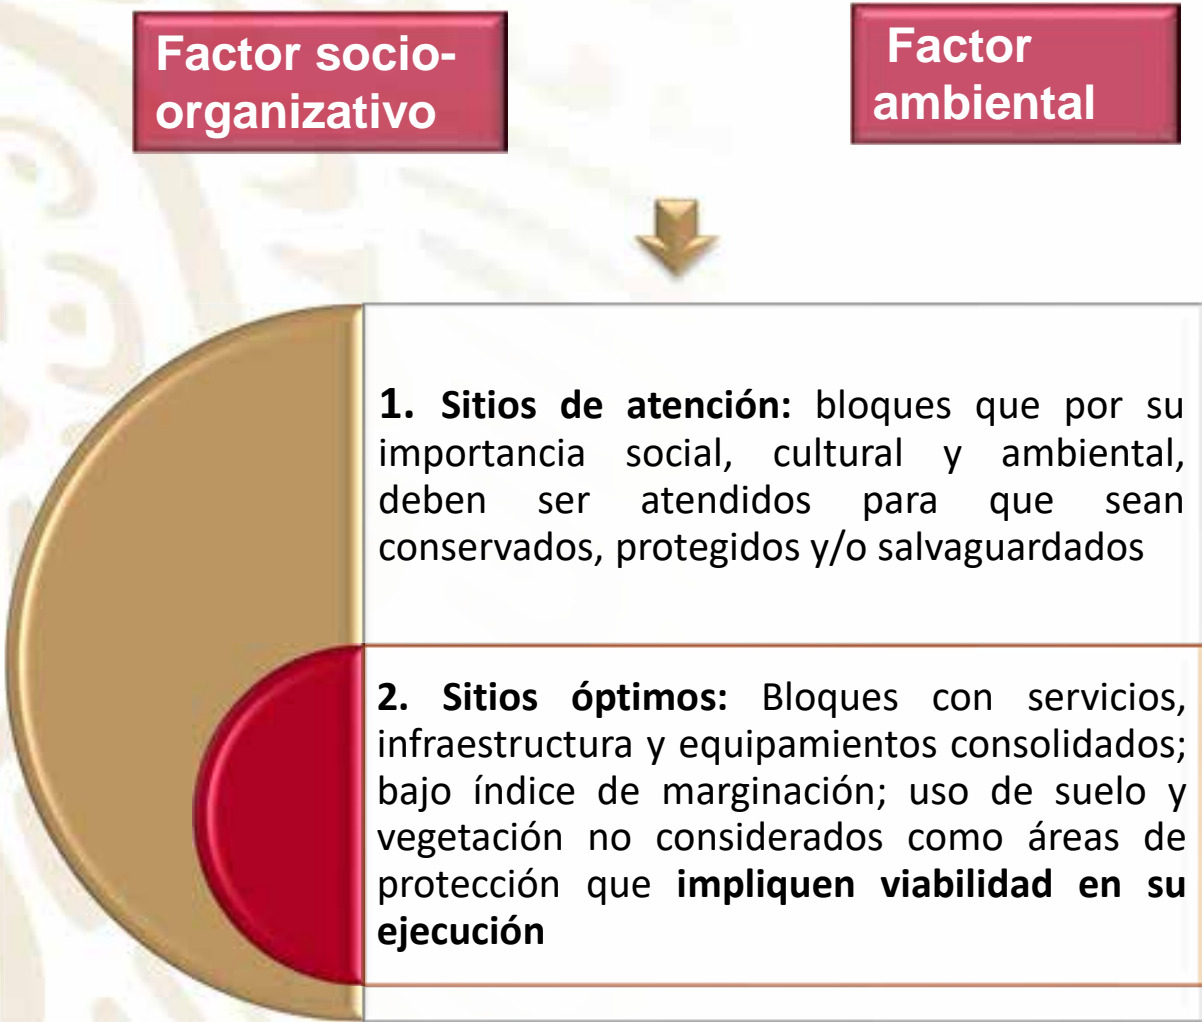 Factor socio-
organizativo
Factor
ambiental
1. Sitios de atención: bloques que por su
importancia social, cultural y ambiental,
deben ser atendidos para que sean
conservados, protegidos y/o salvaguardados
2. Sitios óptimos: Bloques con servicios,
infraestructura y equipamientos consolidados;
bajo índice de marginación; uso de suelo y
vegetación no considerados como áreas de
protección que impliquen viabilidad en su
ejecución